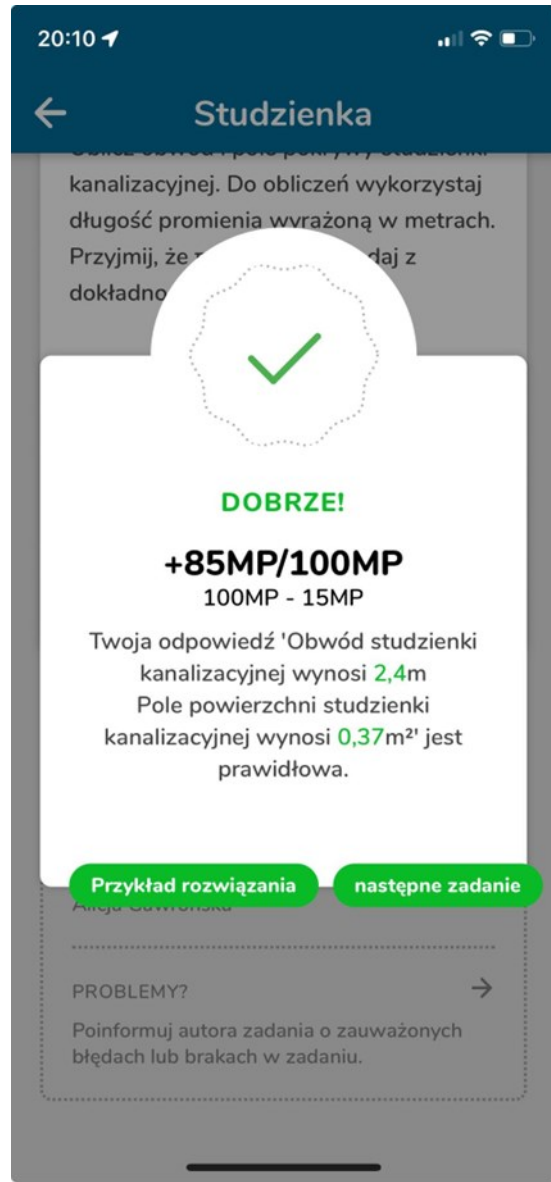 20:10
Studzienka
kanalizacyjnej. Do obliczeń wykorzystaj
długość promienia wyrażoną w metrach.
Przyjmij, że daj z
dokładno
DOBRZE!
+85MP/100MP
100MP - 15MP
Twoja odpowiedź 'Obwód studzienki
kanalizacyjnej wynosi 2,4m
Pole powierzchni studzienki
kanalizacyjnej wynosi 0,37m²' jest
prawidłowa.
Przykład rozwiązania następne zadanie
PROBLEMY?
Poinformuj autora zadania o zauważonych
błędach lub brakach w zadaniu.